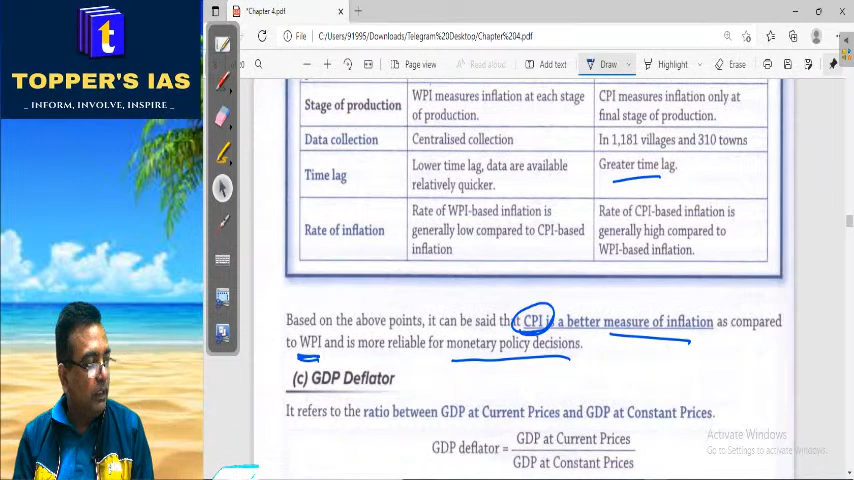 *Chapter 4.pdf
File
C:/Users/91995/Downloads/Telegram%20Desktop/Chapter%204.pdf
Page view
Read aloud
Add text
Draw
Highlight
Erase
t
TOPPER'S IAS
_ INFORM, INVOLVE, INSPIRE _
Stage of production
WPI measures inflation at each stage
of production.
CPI measures inflation only at
final stage of production.
Data collection
Centralised collection
In 1,181 villages and 310 towns
Time lag
Lower time lag, data are available
relatively quicker.
Greater time lag.
Rate of inflation
Rate of WPI-based inflation is
generally low compared to CPI-based
inflation
Rate of CPI-based inflation is
generally high compared to
WPI-based inflation.
Based on the above points, it can be said that CPI is a better measure of inflation as compared
to WPI and is more reliable for monetary policy decisions.
(c) GDP Deflator
It refers to the ratio between GDP at Current Prices and GDP at Constant Prices.
GDP deflator = GDP at Current Prices
GDP at Constant Prices
Activate Windows
Go to Settings to activate Windows.